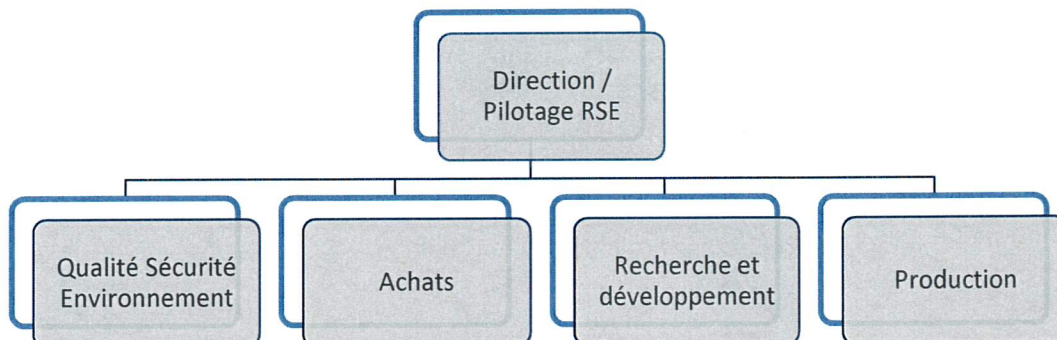 Direction /
Pilotage RSE
Qualité Sécurité
Environnement
Achats
Recherche et
développement
Production